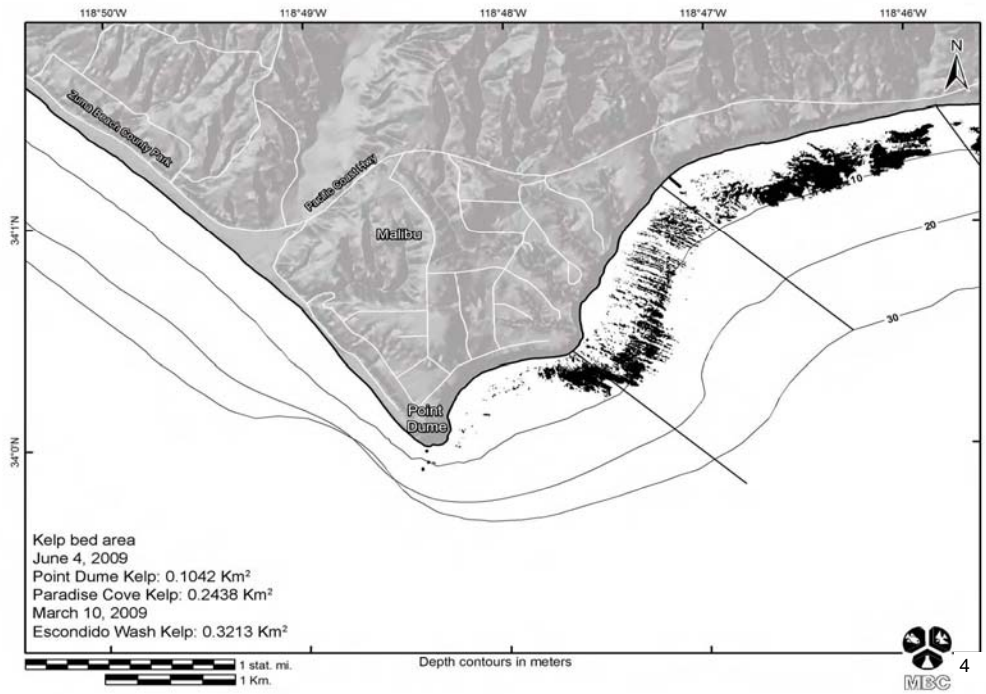 118°50'W
118°49'W
118°48'W
118°47'W
118°46'W
N
Zuma Beach County Park
Pacific Coast Hwy
Malibu
10
20
30
34°1'N
Point
Dume
34°0'N
Kelp bed area
June 4, 2009
Point Dume Kelp: 0.1042 Km²
Paradise Cove Kelp: 0.2438 Km²
March 10, 2009
Escondido Wash Kelp: 0.3213 Km²
1 stat. mi.
1 Km.
Depth contours in meters
MBC
4